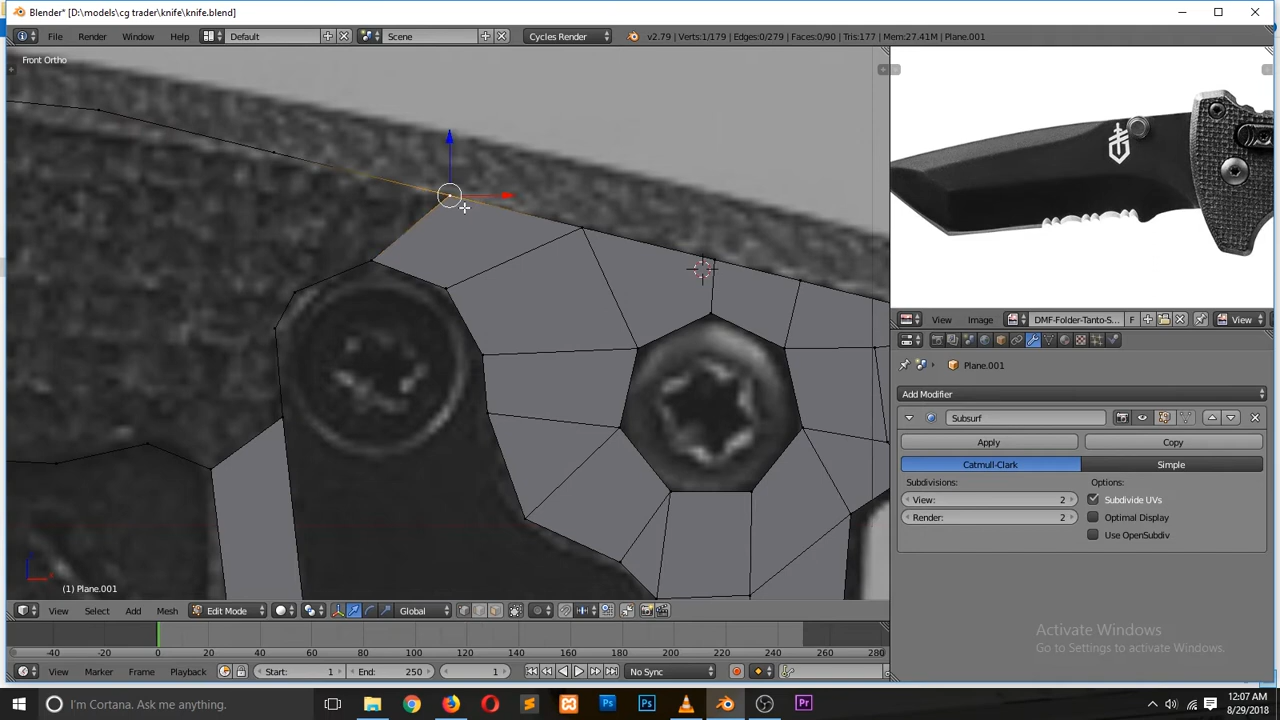 Blender* [D:\models\cg trader\knife\knife.blend]
File Render Window Help Default Scene Cycles Render v2.79 | Verts:1/179 | Edges:0/279 | Faces:0/90 | Tris:177 | Mem:27.41M | Plane.001
Front Ortho
View Image DMF-Folder-Tanto-S... F View
Plane.001
Add Modifier
Subsurf
Apply Copy
Catmull-Clark Simple
Subdivisions: Options:
View: 2 Subdivide UVs
Render: 2 Optimal Display
Use OpenSubdiv
(1) Plane.001
View Select Add Mesh Edit Mode Global
Activate Windows
Go to Settings to activate Windows.
-40 -20 0 20 40 60 80 100 120 140 160 180 200 220 240 260 280
View Marker Frame Playback Start: 1 End: 250 1 No Sync
I'm Cortana. Ask me anything. 12:07 AM
8/29/2018